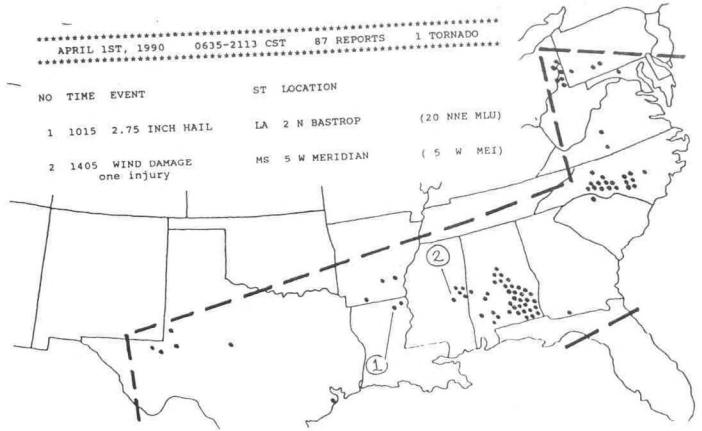 APRIL 1ST, 1990 0635-2113 CST 87 REPORTS 1 TORNADO
NO TIME EVENT ST LOCATION
1 1015 2.75 INCH HAIL LA 2 N BASTROP (20 NNE MLU)
2 1405 WIND DAMAGE MS 5 W MERIDIAN ( 5 W MEI)
one injury
2
1